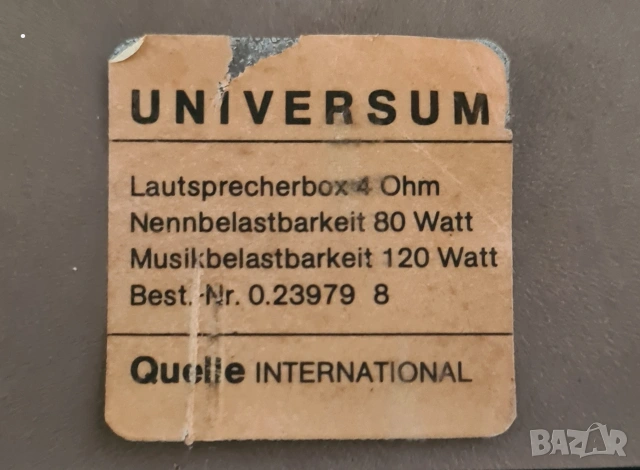 UNIVERSUM
Lautsprecherbox 4 Ohm
Nennbelastbarkeit 80 Watt
Musikbelastbarkeit 120 Watt
Best.-Nr. 0.23979 8
Quelle INTERNATIONAL
BAZAR